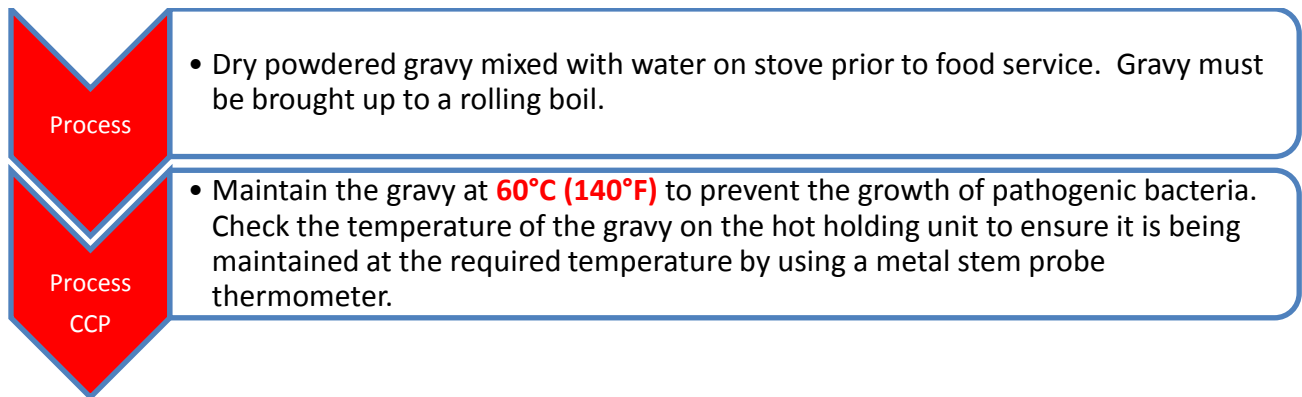 Process
• Dry powdered gravy mixed with water on stove prior to food service.  Gravy must
be brought up to a rolling boil.
Process
CCP
• Maintain the gravy at 60°C (140°F) to prevent the growth of pathogenic bacteria.
Check the temperature of the gravy on the hot holding unit to ensure it is being
maintained at the required temperature by using a metal stem probe
thermometer.